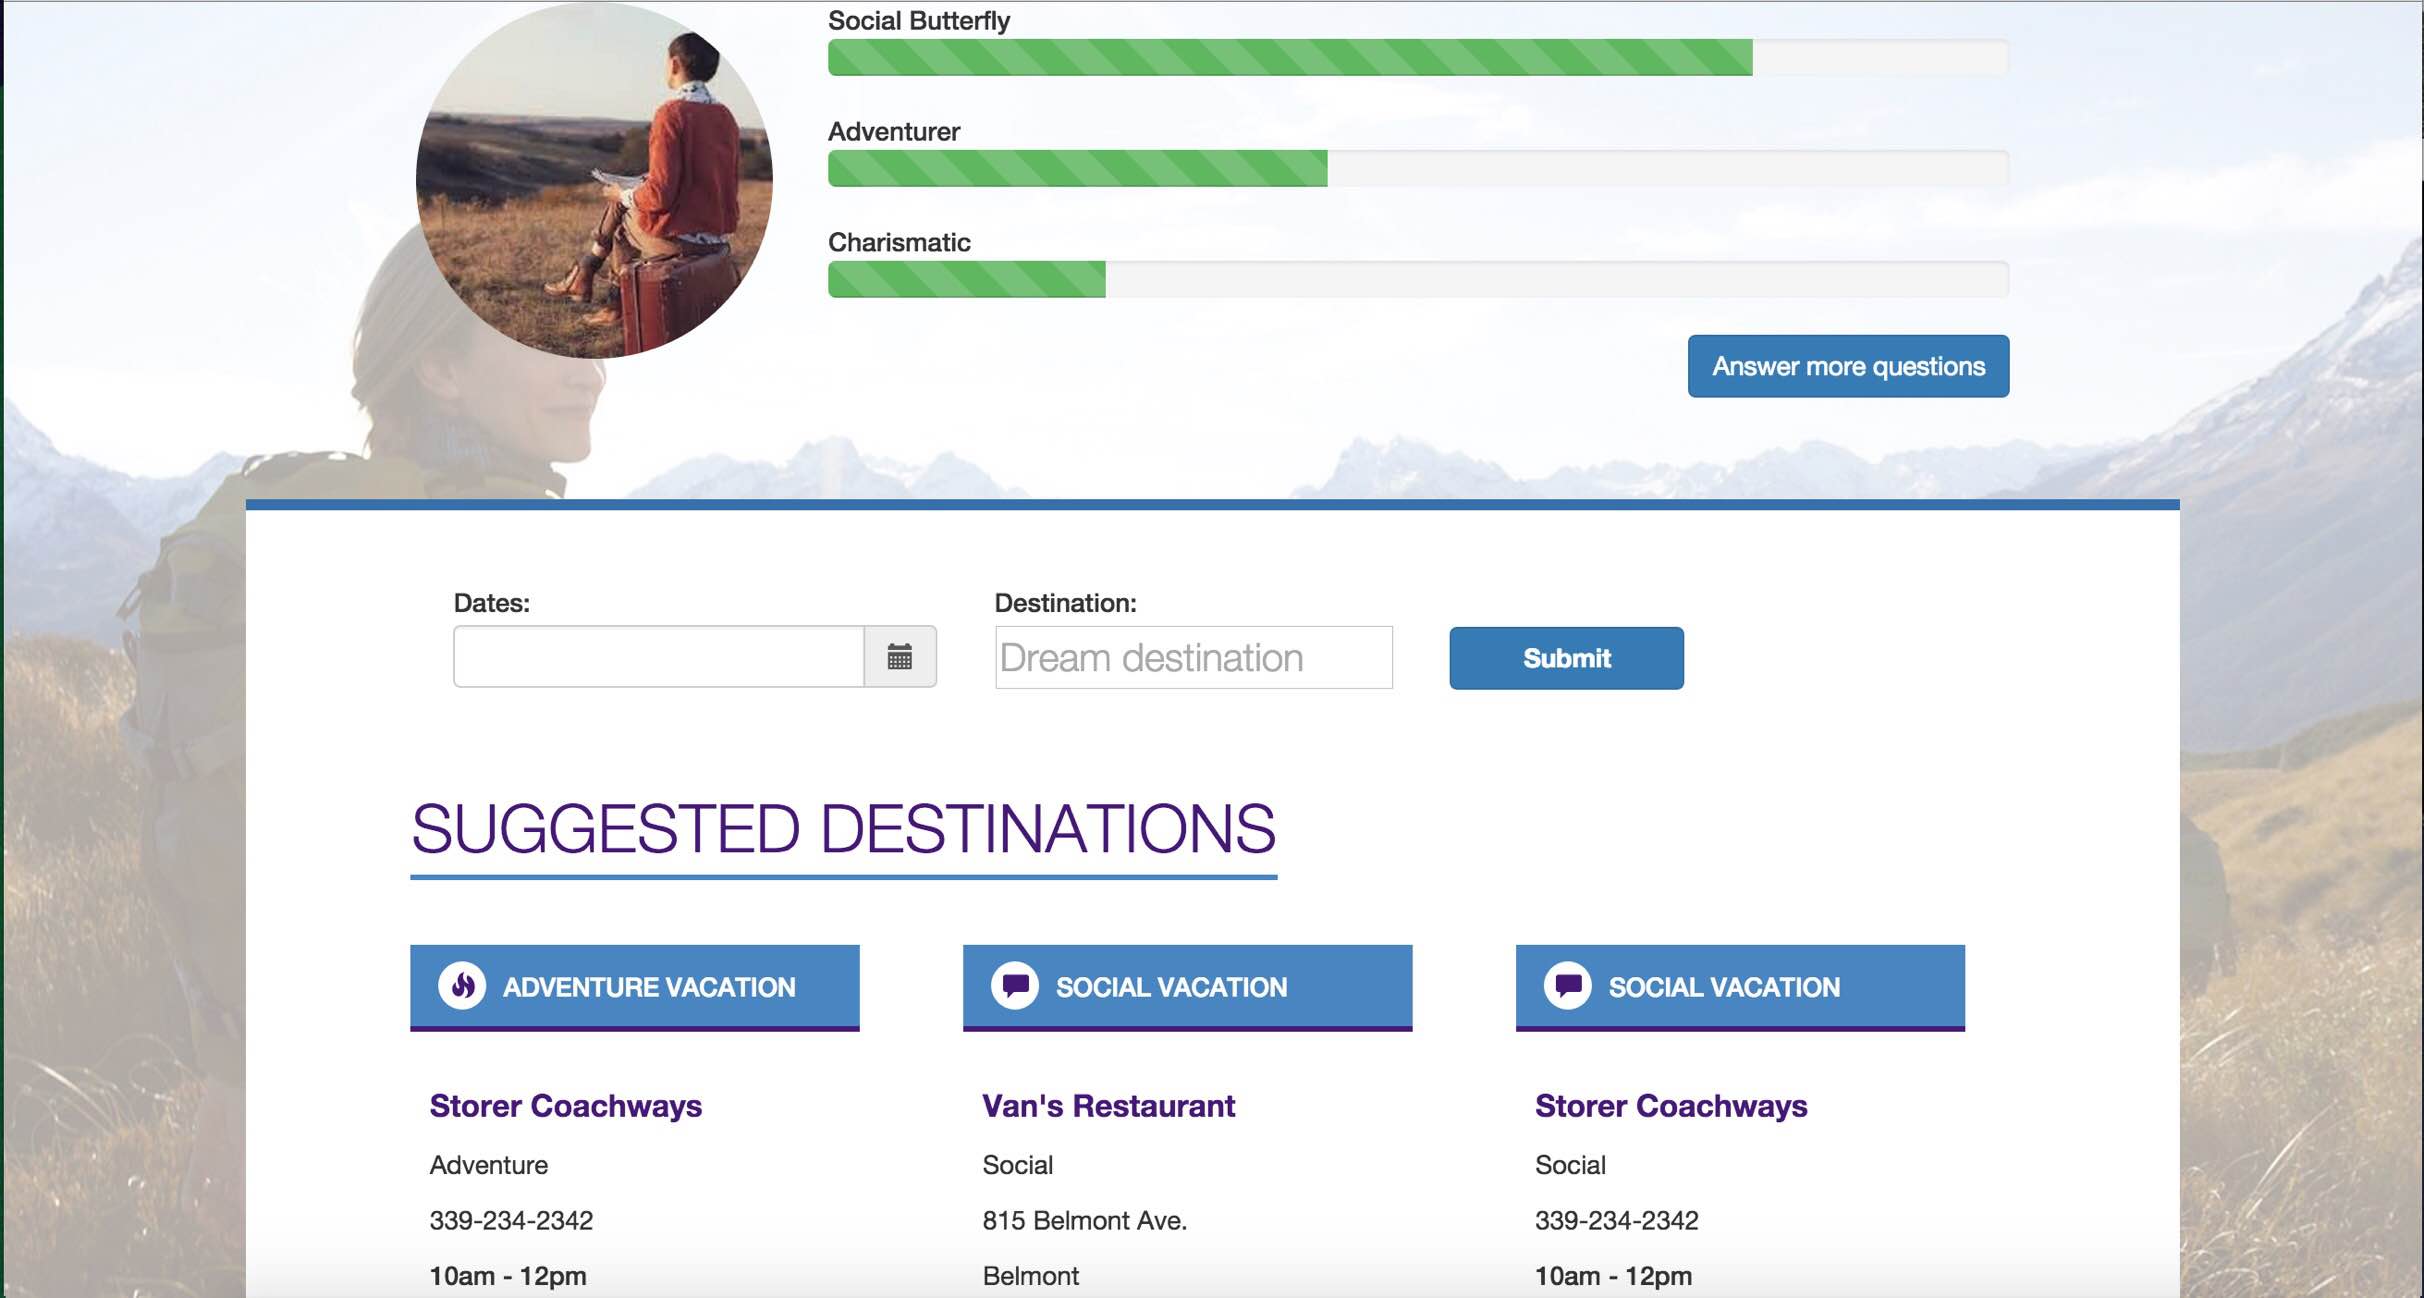 Social Butterfly
Adventurer
Charismatic
Answer more questions
Dates:
Destination:
Dream destination
Submit
SUGGESTED DESTINATIONS
ADVENTURE VACATION
Storer Coachways
Adventure
339-234-2342
10am - 12pm
SOCIAL VACATION
Van's Restaurant
Social
815 Belmont Ave.
Belmont
SOCIAL VACATION
Storer Coachways
Social
339-234-2342
10am - 12pm